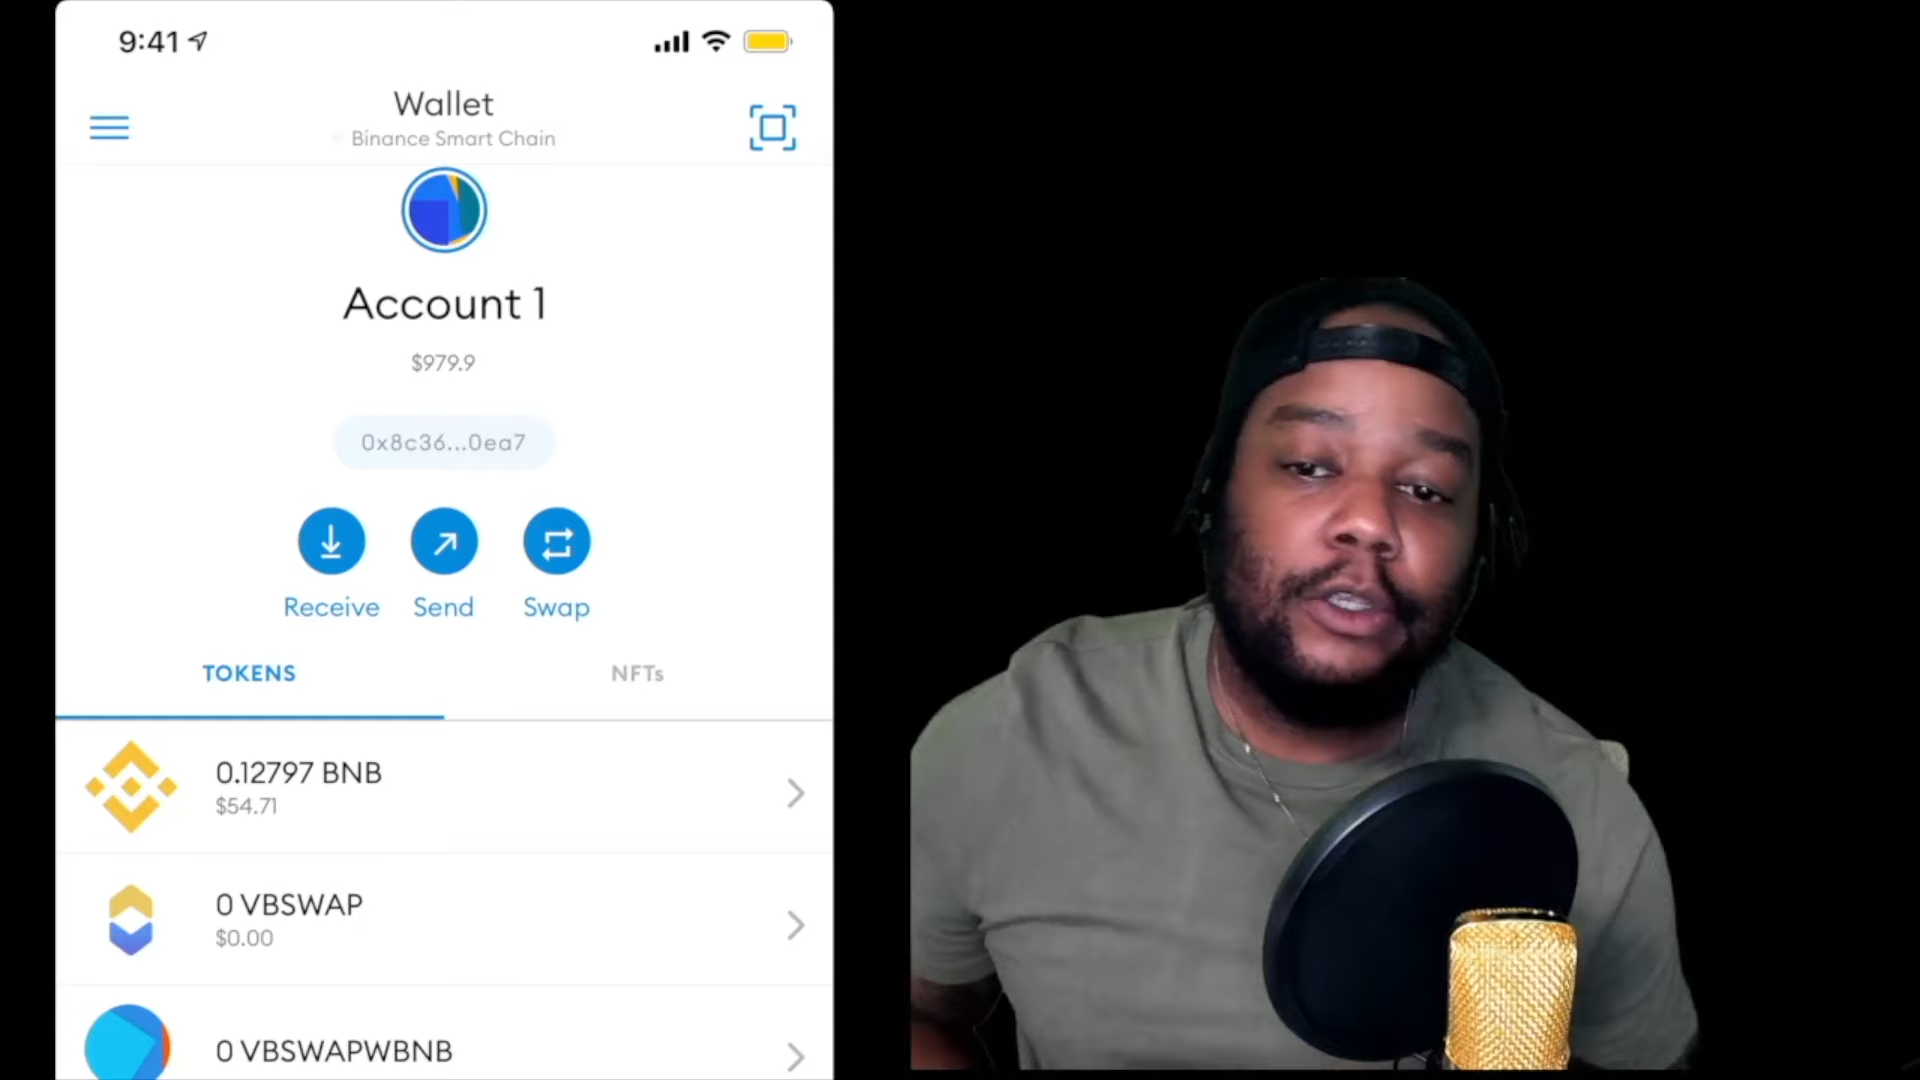 9:41
Wallet
Binance Smart Chain
Account 1
$979.9
0x8c36...0ea7
Receive Send Swap
TOKENS NFTs
0.12797 BNB
$54.71
0 VBSWAP
$0.00
0 VBSWAPWBNB